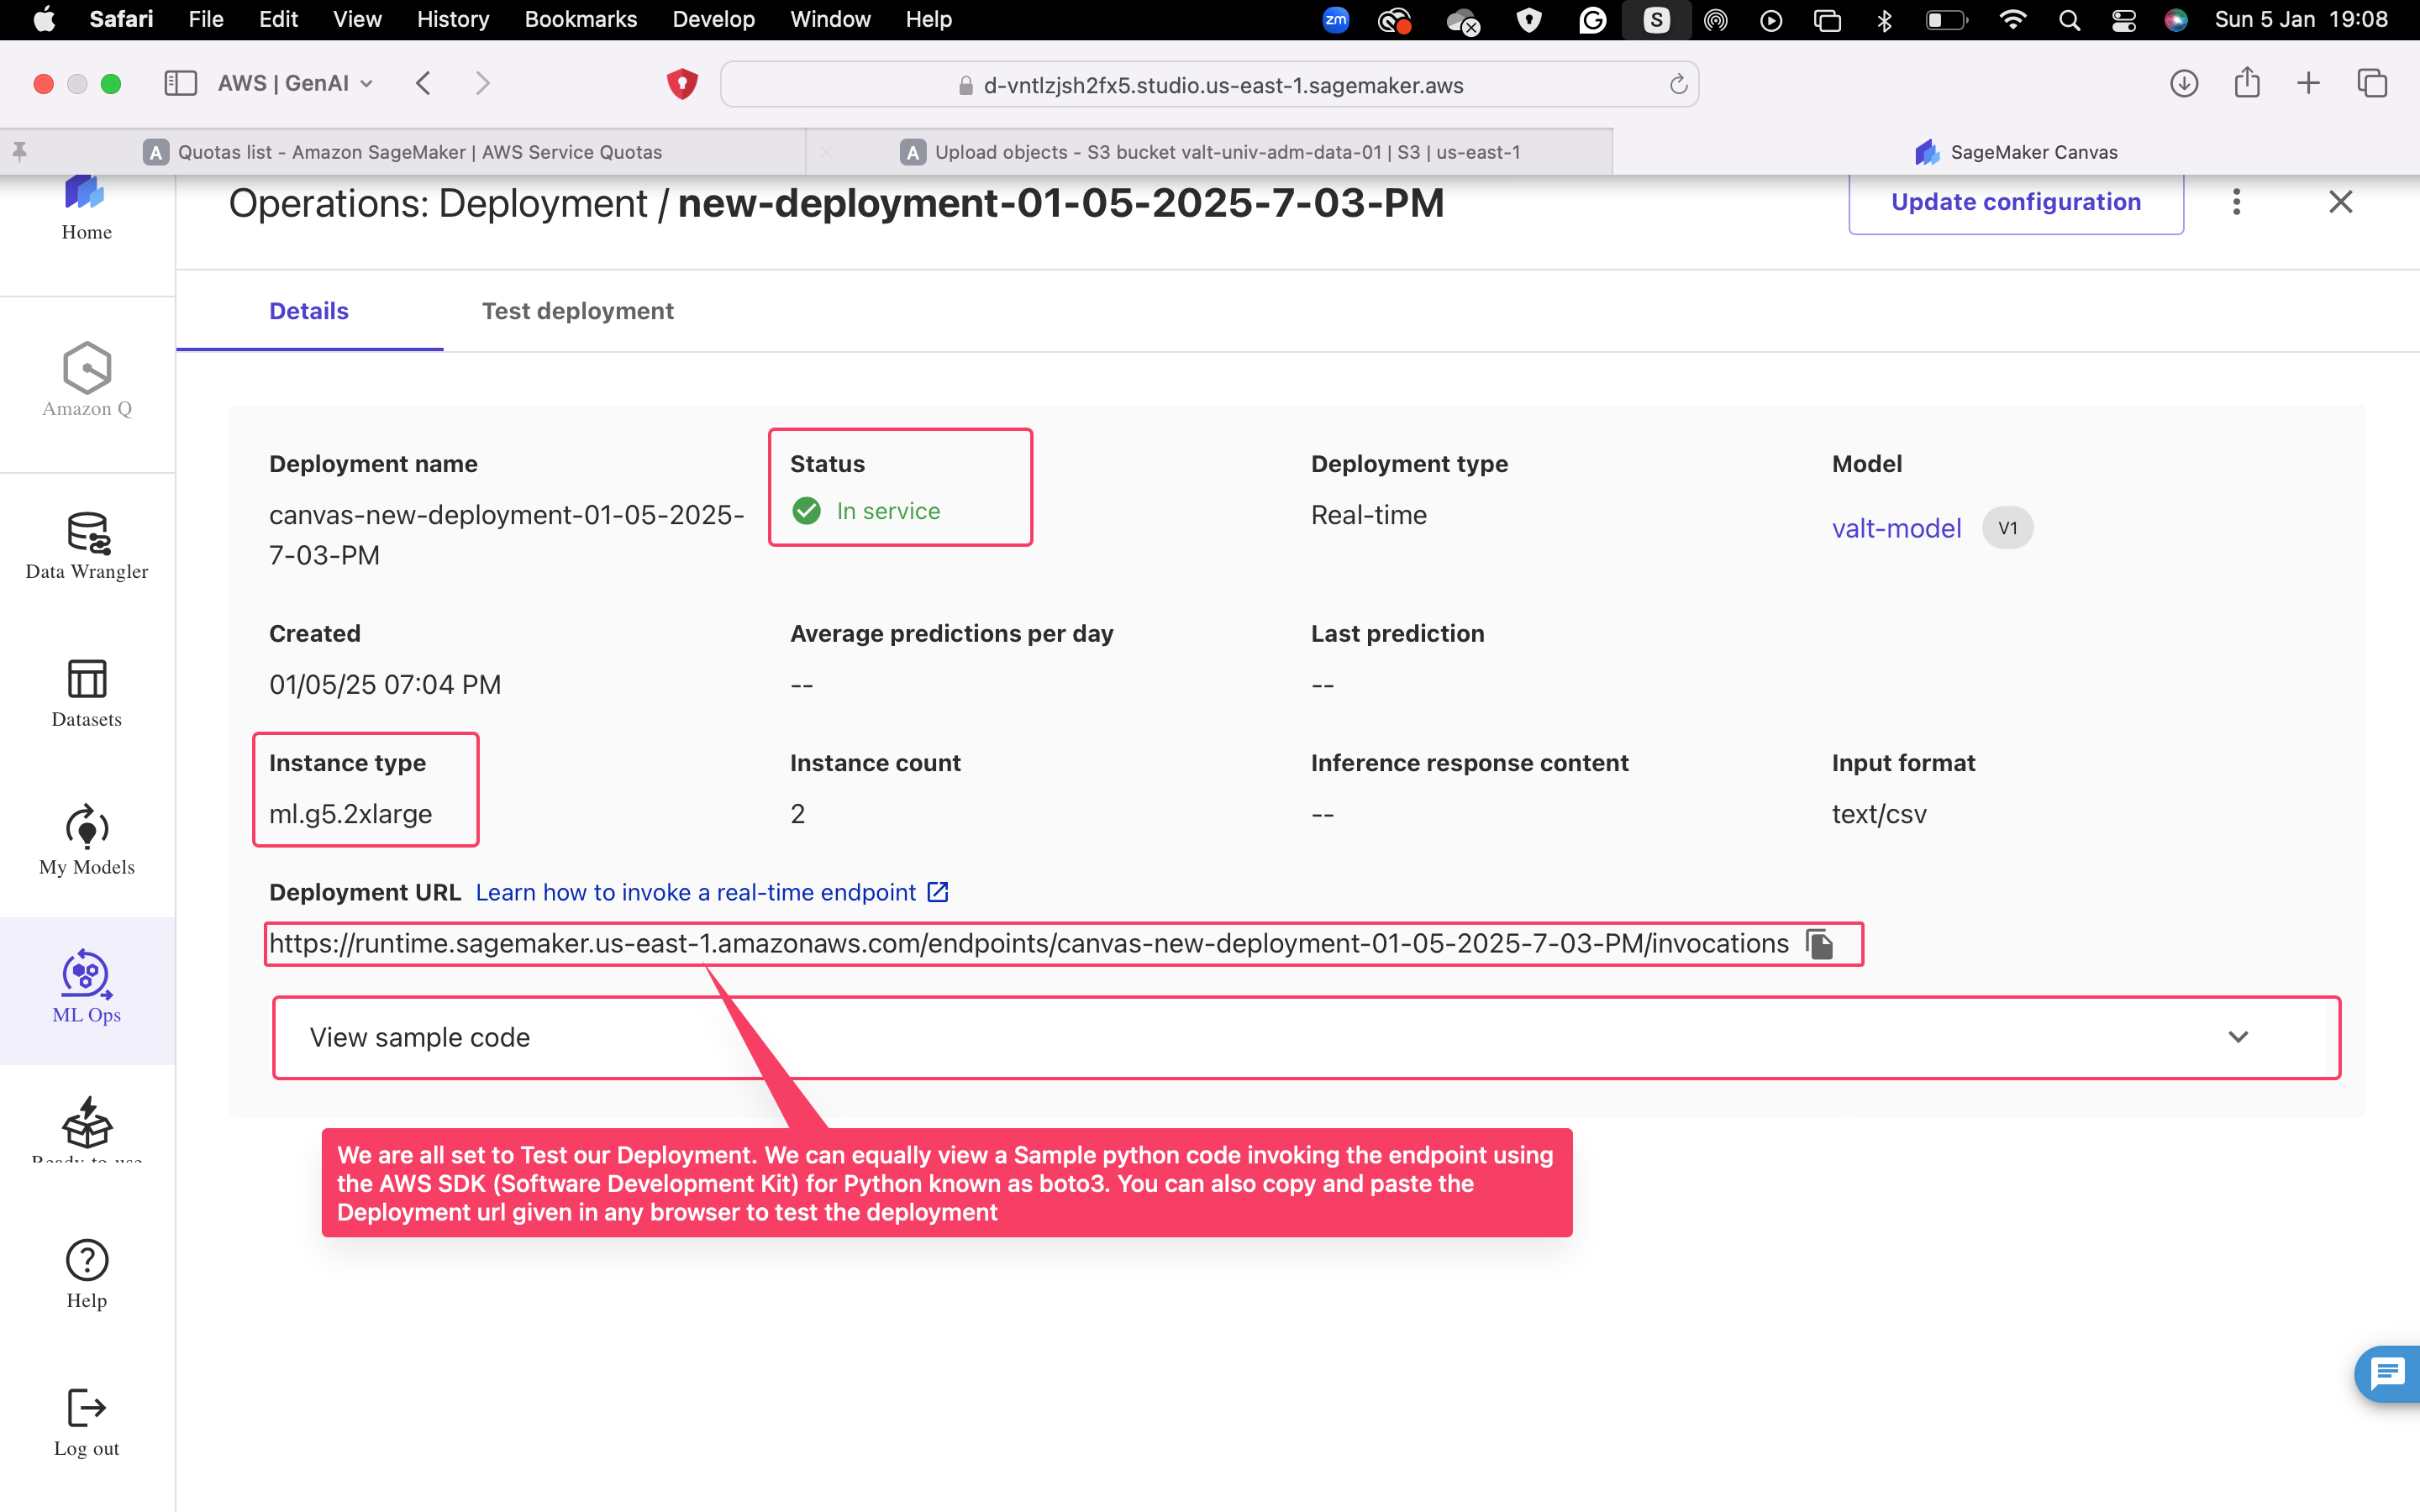 Safari File Edit View History Bookmarks Develop Window Help zm S Sun 5 Jan 19:08
AWS | GenAI d-vntlzjsh2fx5.studio.us-east-1.sagemaker.aws
A Quotas list - Amazon SageMaker | AWS Service Quotas
A Upload objects - S3 bucket valt-univ-adm-data-01 | S3 | us-east-1
SageMaker Canvas
Operations: Deployment / new-deployment-01-05-2025-7-03-PM
Update configuration
Home
Amazon Q
Data Wrangler
Datasets
My Models
ML Ops
Ready-to-use
Help
Log out
Details Test deployment
Deployment name
canvas-new-deployment-01-05-2025-
7-03-PM
Status
In service
Deployment type
Real-time
Model
valt-model V1
Created
01/05/25 07:04 PM
Average predictions per day
--
Last prediction
--
Instance type
ml.g5.2xlarge
Instance count
2
Inference response content
--
Input format
text/csv
Deployment URL Learn how to invoke a real-time endpoint
https://runtime.sagemaker.us-east-1.amazonaws.com/endpoints/canvas-new-deployment-01-05-2025-7-03-PM/invocations
View sample code
We are all set to Test our Deployment. We can equally view a Sample python code invoking the endpoint using
the AWS SDK (Software Development Kit) for Python known as boto3. You can also copy and paste the
Deployment url given in any browser to test the deployment